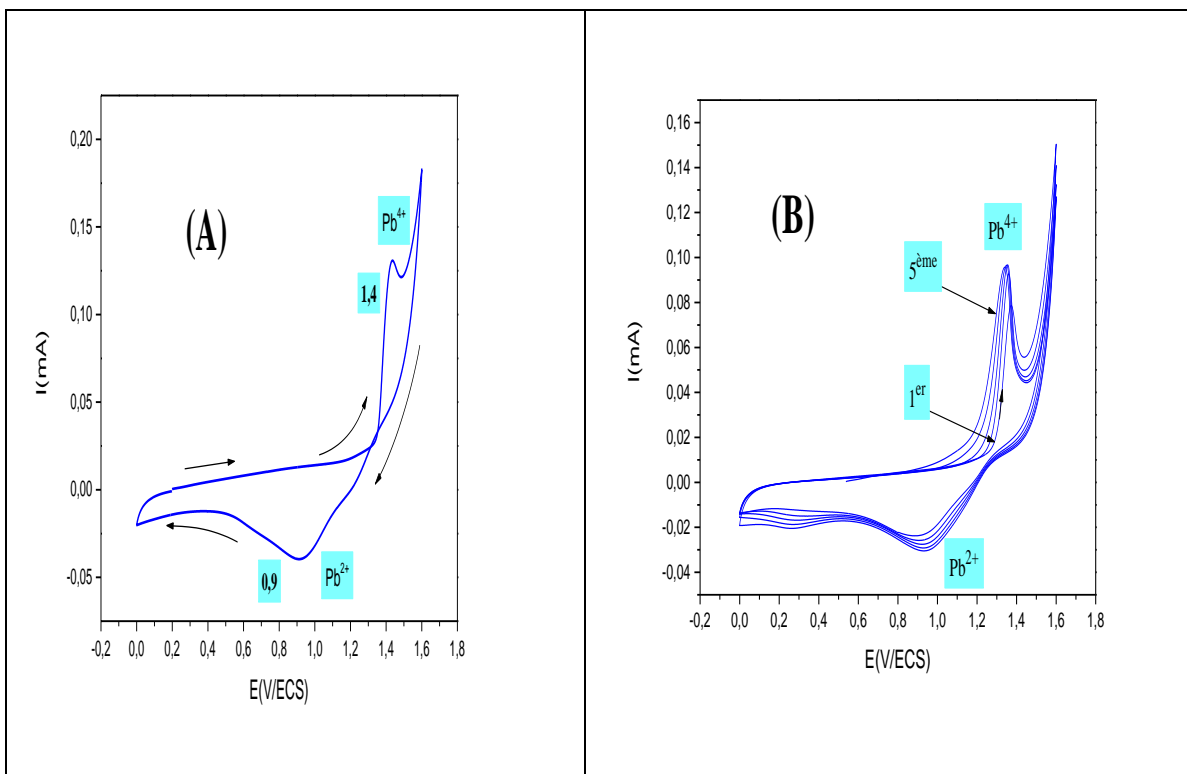 (A)
Pb4+
1,4
0,9
Pb2+
I(mA)
0,20
0,15
0,10
0,05
0,00
-0,05
-0,2 0,0 0,2 0,4 0,6 0,8 1,0 1,2 1,4 1,6 1,8
E(V/ECS)
(B)
Pb4+
5ème
1er
Pb2+
I(mA)
0,16
0,14
0,12
0,10
0,08
0,06
0,04
0,02
0,00
-0,02
-0,04
-0,2 0,0 0,2 0,4 0,6 0,8 1,0 1,2 1,4 1,6 1,8
E(V/ECS)